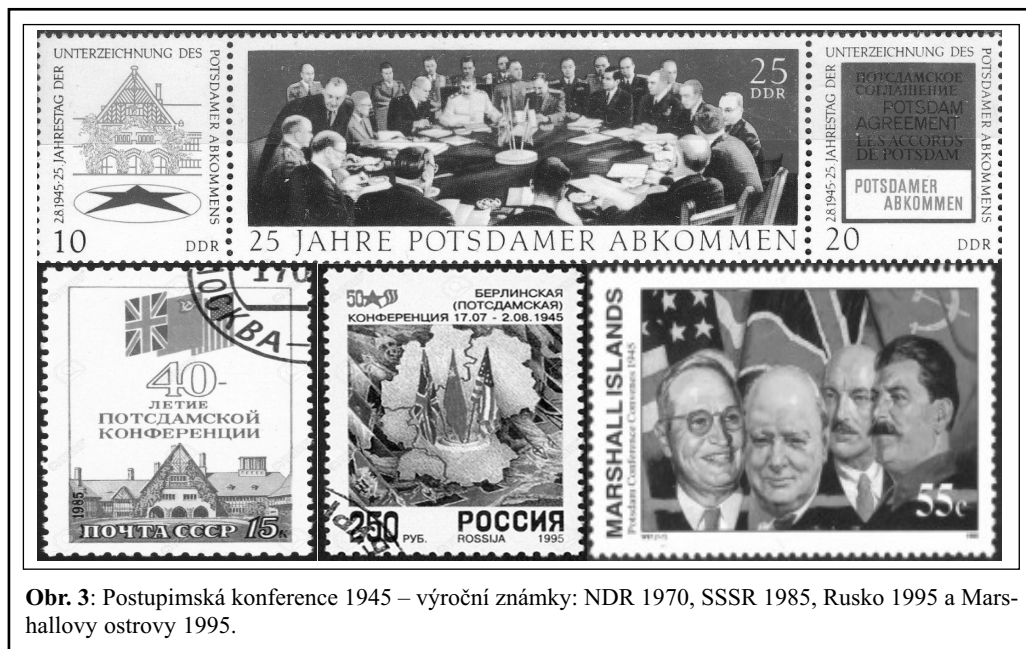 2.8.1945·25.JAHRESTAG DER
UNTERZEICHNUNG DES
POTSDAMER ABKOMMENS
10
DDR
25
DDR
25 JAHRE POTSDAMER ABKOMMEN
2.8.1945·25.JAHRESTAG DER
UNTERZEICHNUNG DES
POTSDAMER ABKOMMENS
ПОТСДАМСКОЕ
СОГЛАШЕНИЕ
POTSDAM
AGREEMENT
LES ACCORDS
DE POTSDAM
POTSDAMER
ABKOMMEN
20
DDR
170
МОСКВА
40-
ЛЕТИЕ
ПОТСДАМСКОЙ
КОНФЕРЕНЦИИ
1985
ПОЧТА СССР 15к
50
БЕРЛИНСКАЯ
(ПОТСДАМСКАЯ)
КОНФЕРЕНЦИЯ 17.07 - 2.08.1945
250 РУБ.
РОССИЯ
ROSSIJA
1995
MARSHALL ISLANDS
Potsdam Conference Convenes 1945
55c
Obr. 3: Postupimská konference 1945 – výroční známky: NDR 1970, SSSR 1985, Rusko 1995 a Mars-
hallovy ostrovy 1995.